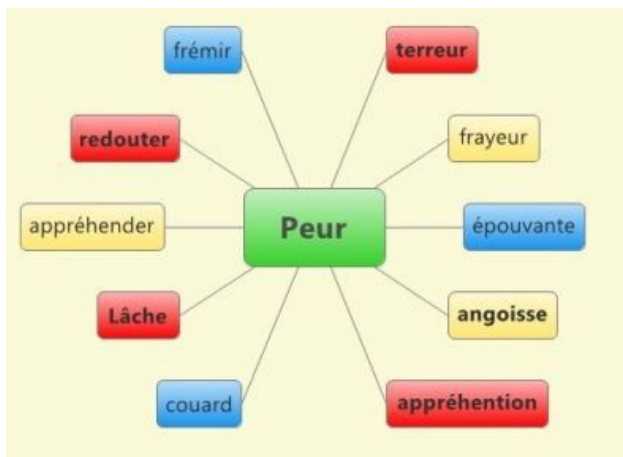 frémir
terreur
redouter
frayeur
appréhender
Peur
épouvante
Lâche
angoisse
couard
appréhention